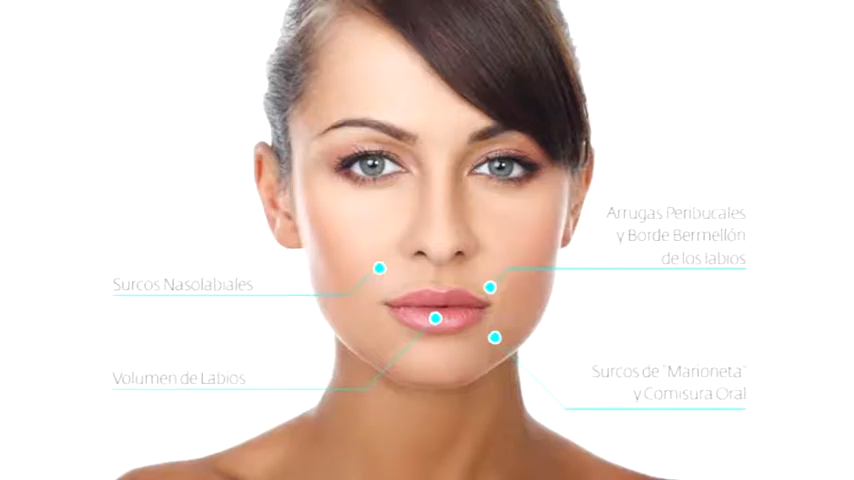 Arrugas Peribucales
y Borde Bermellón
de los labios
Surcos Nasolabiales
Volumen de Labios
Surcos de "Marioneta"
y Comisura Oral